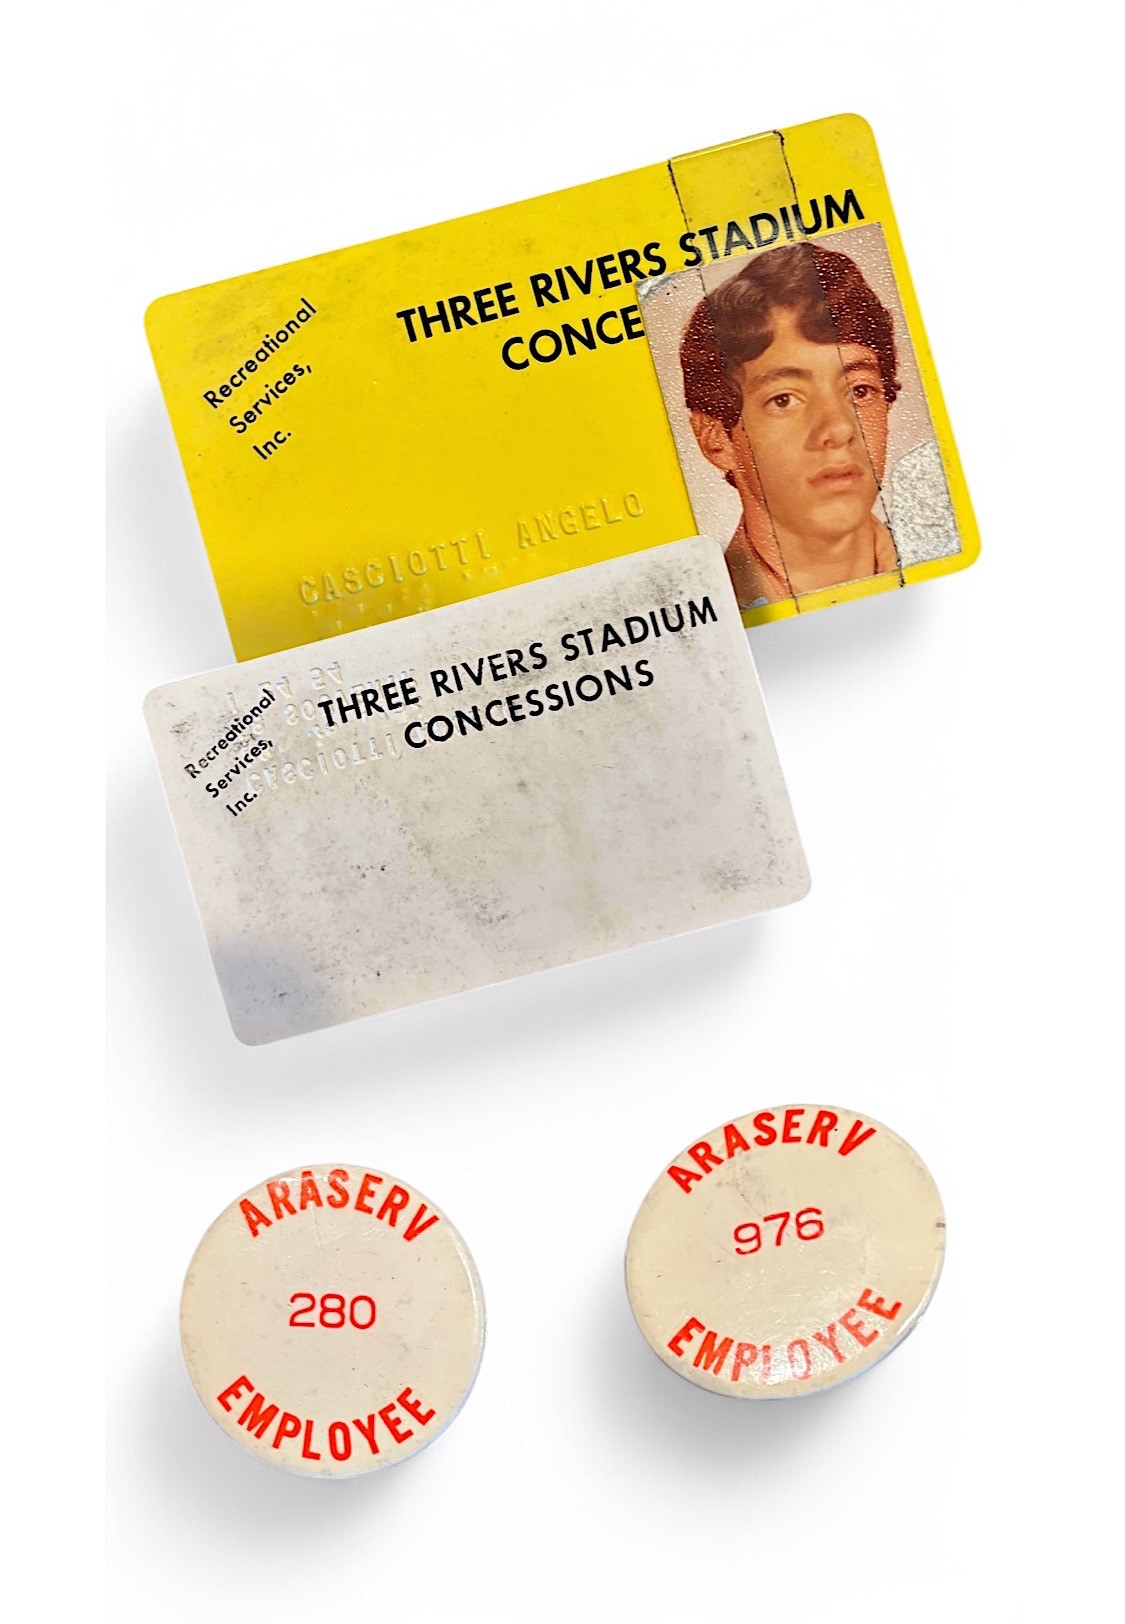 THREE RIVERS STADIUM
CONCE
Recreational
Services,
Inc.
CASCIOTTI ANGELO
THREE RIVERS STADIUM
CONCESSIONS
Recreational
Services,
Inc.
CASCIOTTI
ARASERV
280
EMPLOYEE
ARASERV
976
EMPLOYEE